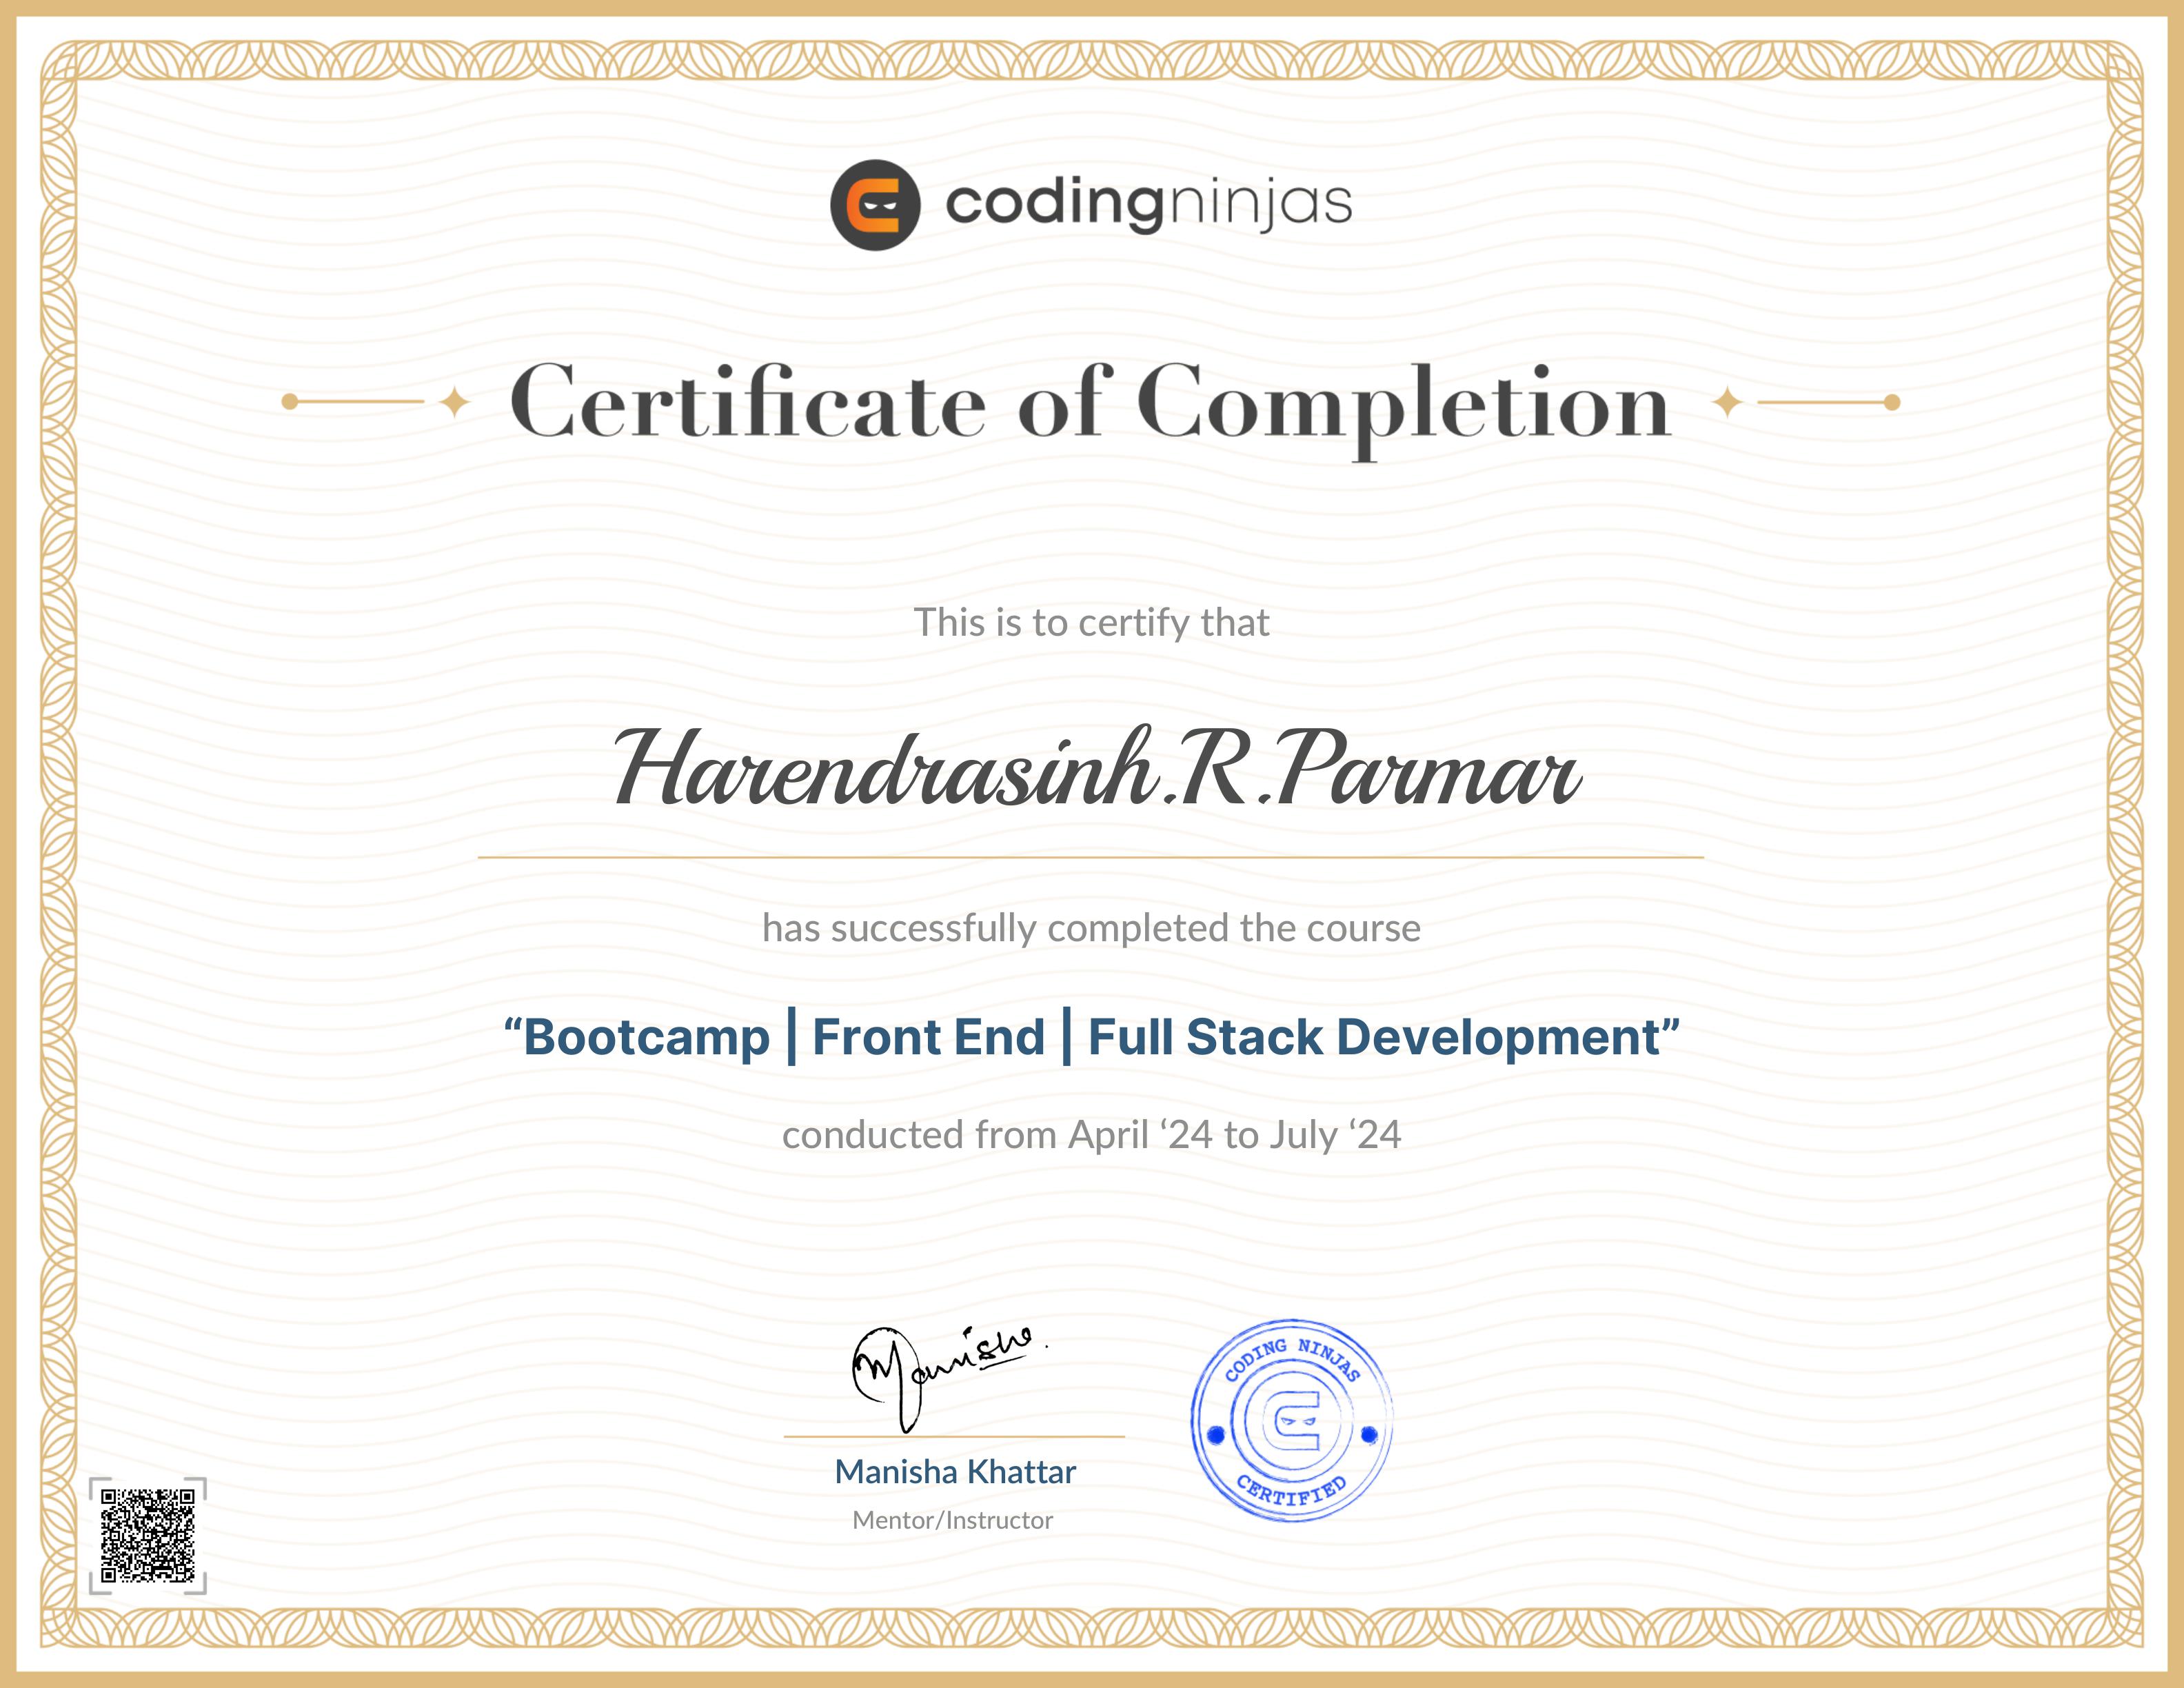 codingninjas
Certificate of Completion
This is to certify that
Harendrasinh.R.Parmar
has successfully completed the course
“Bootcamp | Front End | Full Stack Development”
conducted from April ‘24 to July ‘24
Manisha.
CODING NINJAS
CERTIFIED
Manisha Khattar
Mentor/Instructor